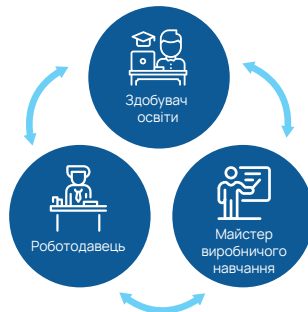 Здобувач
освіти
Роботодавець
Майстер
виробничого
навчання